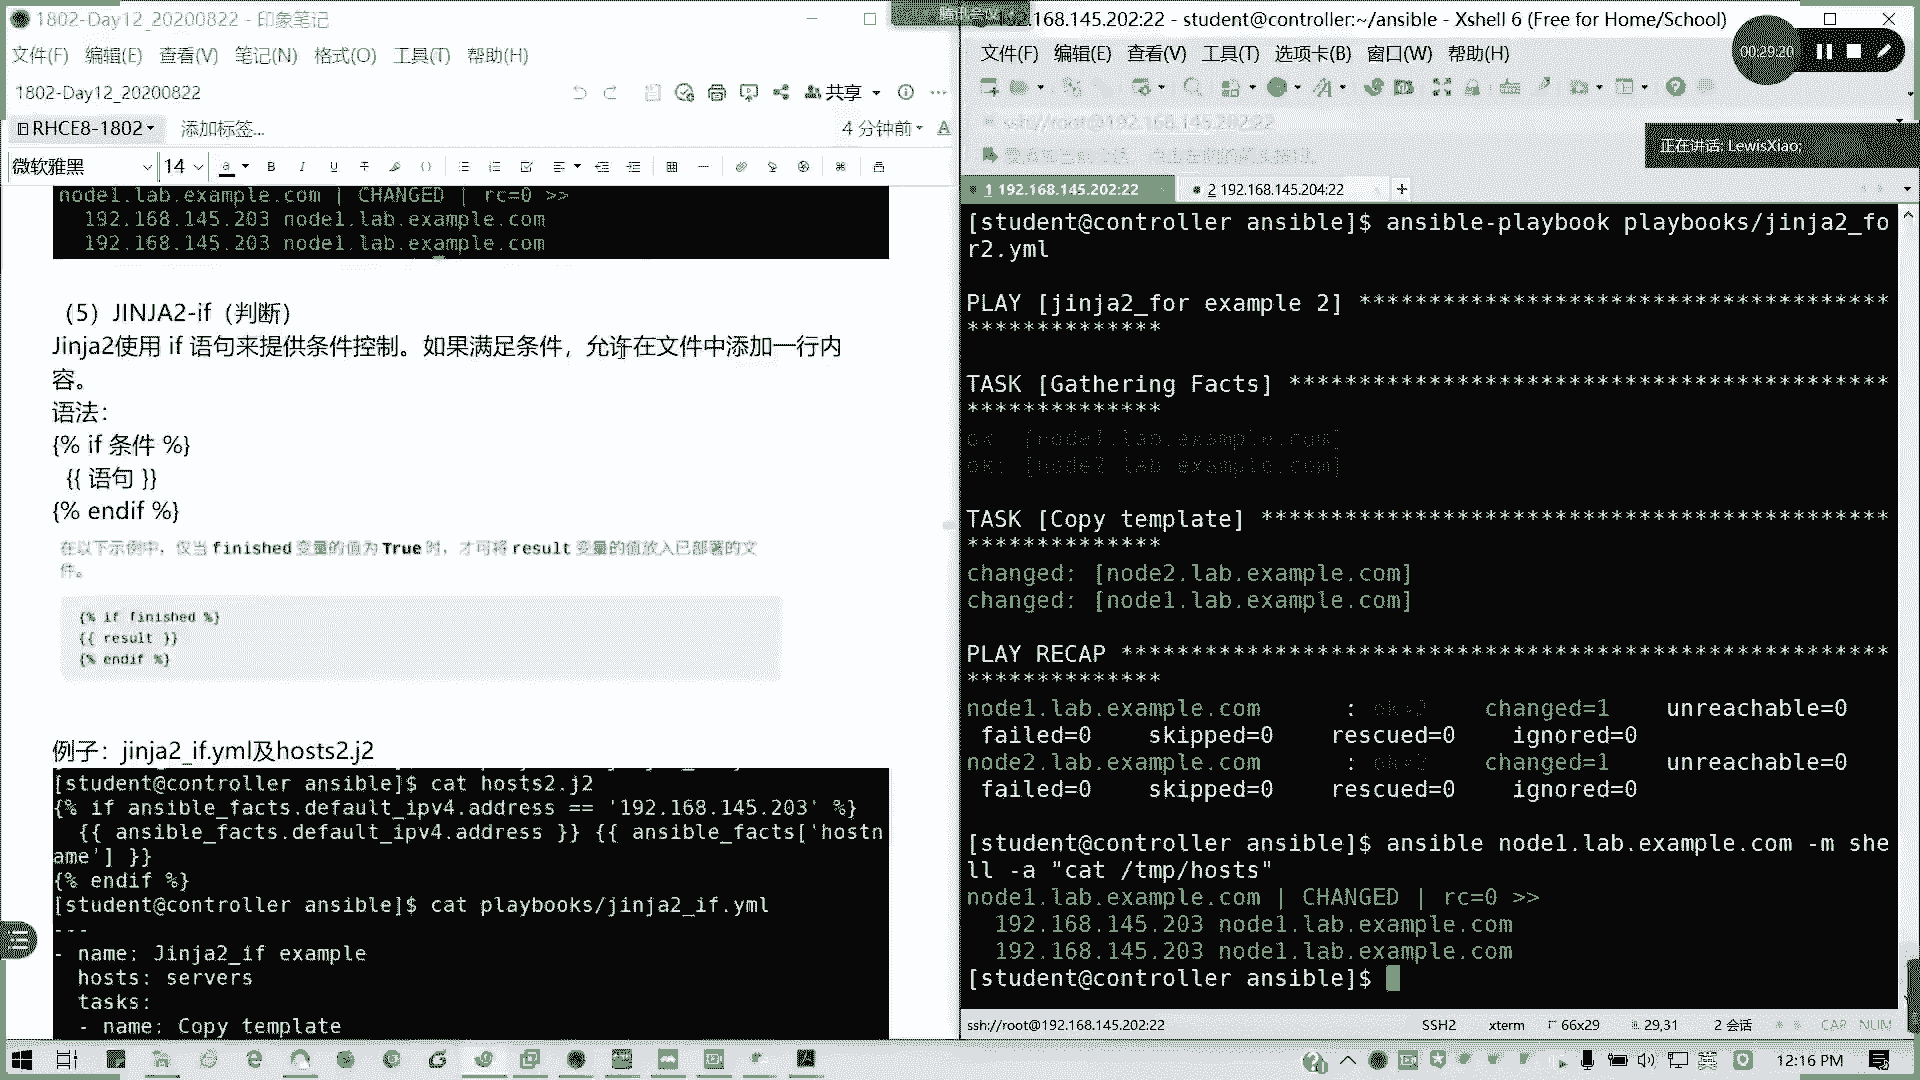 1802-Day12_20200822 - 印象笔记
文件(F) 编辑(E) 查看(V) 笔记(N) 格式(O) 工具(T) 帮助(H)
1802-Day12_20200822
共享
RHCE8-1802
添加标签...
4 分钟前
微软雅黑
14
node1.lab.example.com | CHANGED | rc=0 >>
192.168.145.203 node1.lab.example.com
192.168.145.203 node1.lab.example.com
（5）JINJA2-if（判断）
Jinja2使用 if 语句来提供条件控制。如果满足条件，允许在文件中添加一行内
容。
语法：
{% if 条件 %}
{{ 语句 }}
{% endif %}
在以下示例中，仅当 finished 变量的值为 True 时，才可将 result 变量的值放入已部署的文
件。
{% if finished %}
{{ result }}
{% endif %}
例子：jinja2_if.yml及hosts2.j2
[student@controller ansible]$ cat hosts2.j2
{% if ansible_facts.default_ipv4.address == '192.168.145.203' %}
{{ ansible_facts.default_ipv4.address }} {{ ansible_facts['hostn
ame'] }}
{% endif %}
[student@controller ansible]$ cat playbooks/jinja2_if.yml
---
- name: Jinja2_if example
hosts: servers
tasks:
- name: Copy template
.168.145.202:22 - student@controller:~/ansible - Xshell 6 (Free for Home/School)
文件(F) 编辑(E) 查看(V) 工具(T) 选项卡(B) 窗口(W) 帮助(H)
00:29:20
ssh://root@192.168.145.202:22
正在讲话: LewisXiao;
1 192.168.145.202:22
2 192.168.145.204:22
[student@controller ansible]$ ansible-playbook playbooks/jinja2_fo
r2.yml
PLAY [jinja2_for example 2] **************************************
**************
TASK [Gathering Facts] *******************************************
**************
ok: [node1.lab.example.com]
ok: [node2.lab.example.com]
TASK [Copy template] *********************************************
**************
changed: [node2.lab.example.com]
changed: [node1.lab.example.com]
PLAY RECAP *******************************************************
**************
node1.lab.example.com : ok=2 changed=1 unreachable=0
failed=0 skipped=0 rescued=0 ignored=0
node2.lab.example.com : ok=2 changed=1 unreachable=0
failed=0 skipped=0 rescued=0 ignored=0
[student@controller ansible]$ ansible node1.lab.example.com -m she
ll -a "cat /tmp/hosts"
node1.lab.example.com | CHANGED | rc=0 >>
192.168.145.203 node1.lab.example.com
192.168.145.203 node1.lab.example.com
[student@controller ansible]$
ssh://root@192.168.145.202:22
SSH2
xterm
66x29
29,31
2 会话
CAP NUM
英
12:16 PM